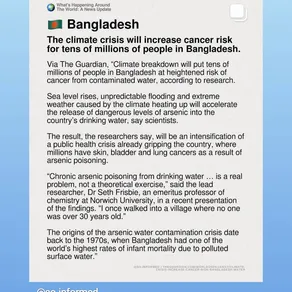 What's Happening Around
The World: A News Update
Bangladesh
The climate crisis will increase cancer risk
for tens of millions of people in Bangladesh.
Via The Guardian, "Climate breakdown will put tens of
millions of people in Bangladesh at heightened risk of
cancer from contaminated water, according to research.
Sea level rises, unpredictable flooding and extreme
weather caused by the climate heating up will accelerate
the release of dangerous levels of arsenic into the
country's drinking water, say scientists.
The result, the researchers say, will be an intensification of
a public health crisis already gripping the country, where
millions have skin, bladder and lung cancers as a result of
arsenic poisoning.
"Chronic arsenic poisoning from drinking water … is a real
problem, not a theoretical exercise," said the lead
researcher, Dr Seth Frisbie, an emeritus professor of
chemistry at Norwich University, in a recent presentation
of the findings. "I once walked into a village where no one
was over 30 years old."
The origins of the arsenic water contamination crisis date
back to the 1970s, when Bangladesh had one of the
world's highest rates of infant mortality due to polluted
surface water."
@so.informed